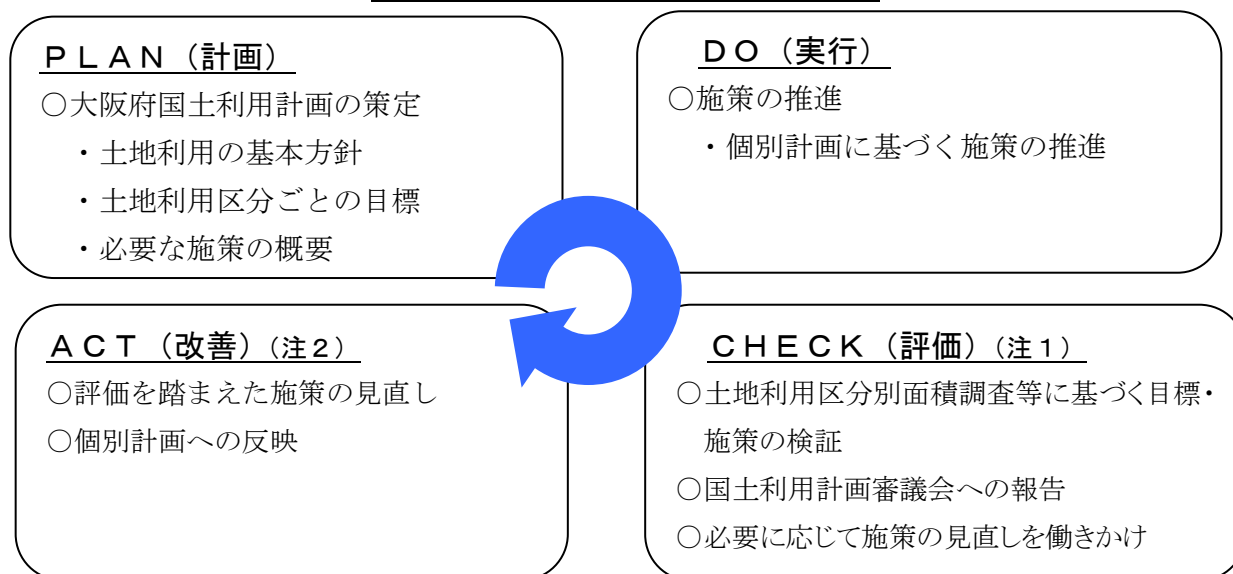 ＰＬＡＮ（計画）
○大阪府国土利用計画の策定
・土地利用の基本方針
・土地利用区分ごとの目標
・必要な施策の概要
ＤＯ（実行）
○施策の推進
・個別計画に基づく施策の推進
ＡＣＴ（改善）（注２）
○評価を踏まえた施策の見直し
○個別計画への反映
ＣＨＥＣＫ（評価）（注１）
○土地利用区分別面積調査等に基づく目標・
施策の検証
○国土利用計画審議会への報告
○必要に応じて施策の見直しを働きかけ